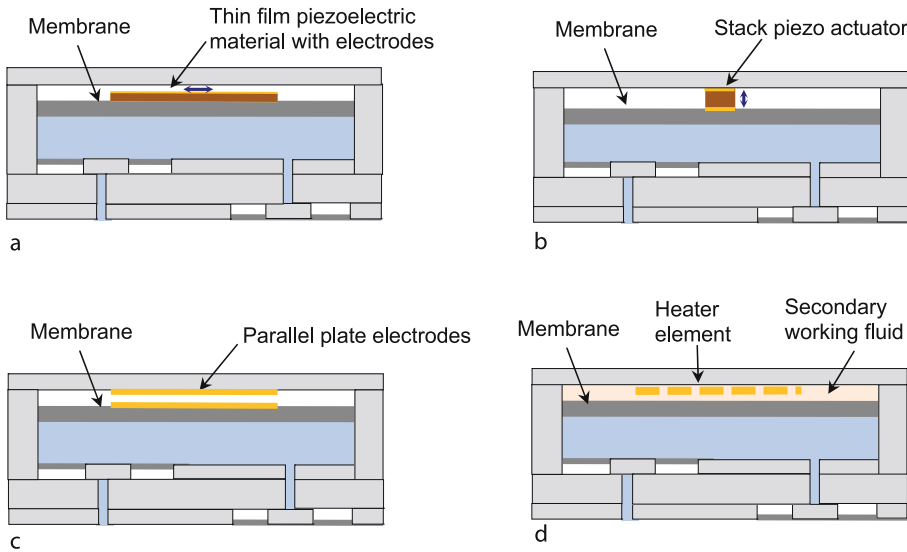 Thin film piezoelectric
material with electrodes
Membrane
a
Stack piezo actuator
Membrane
b
Membrane
Parallel plate electrodes
c
Heater
element
Secondary
working fluid
Membrane
d